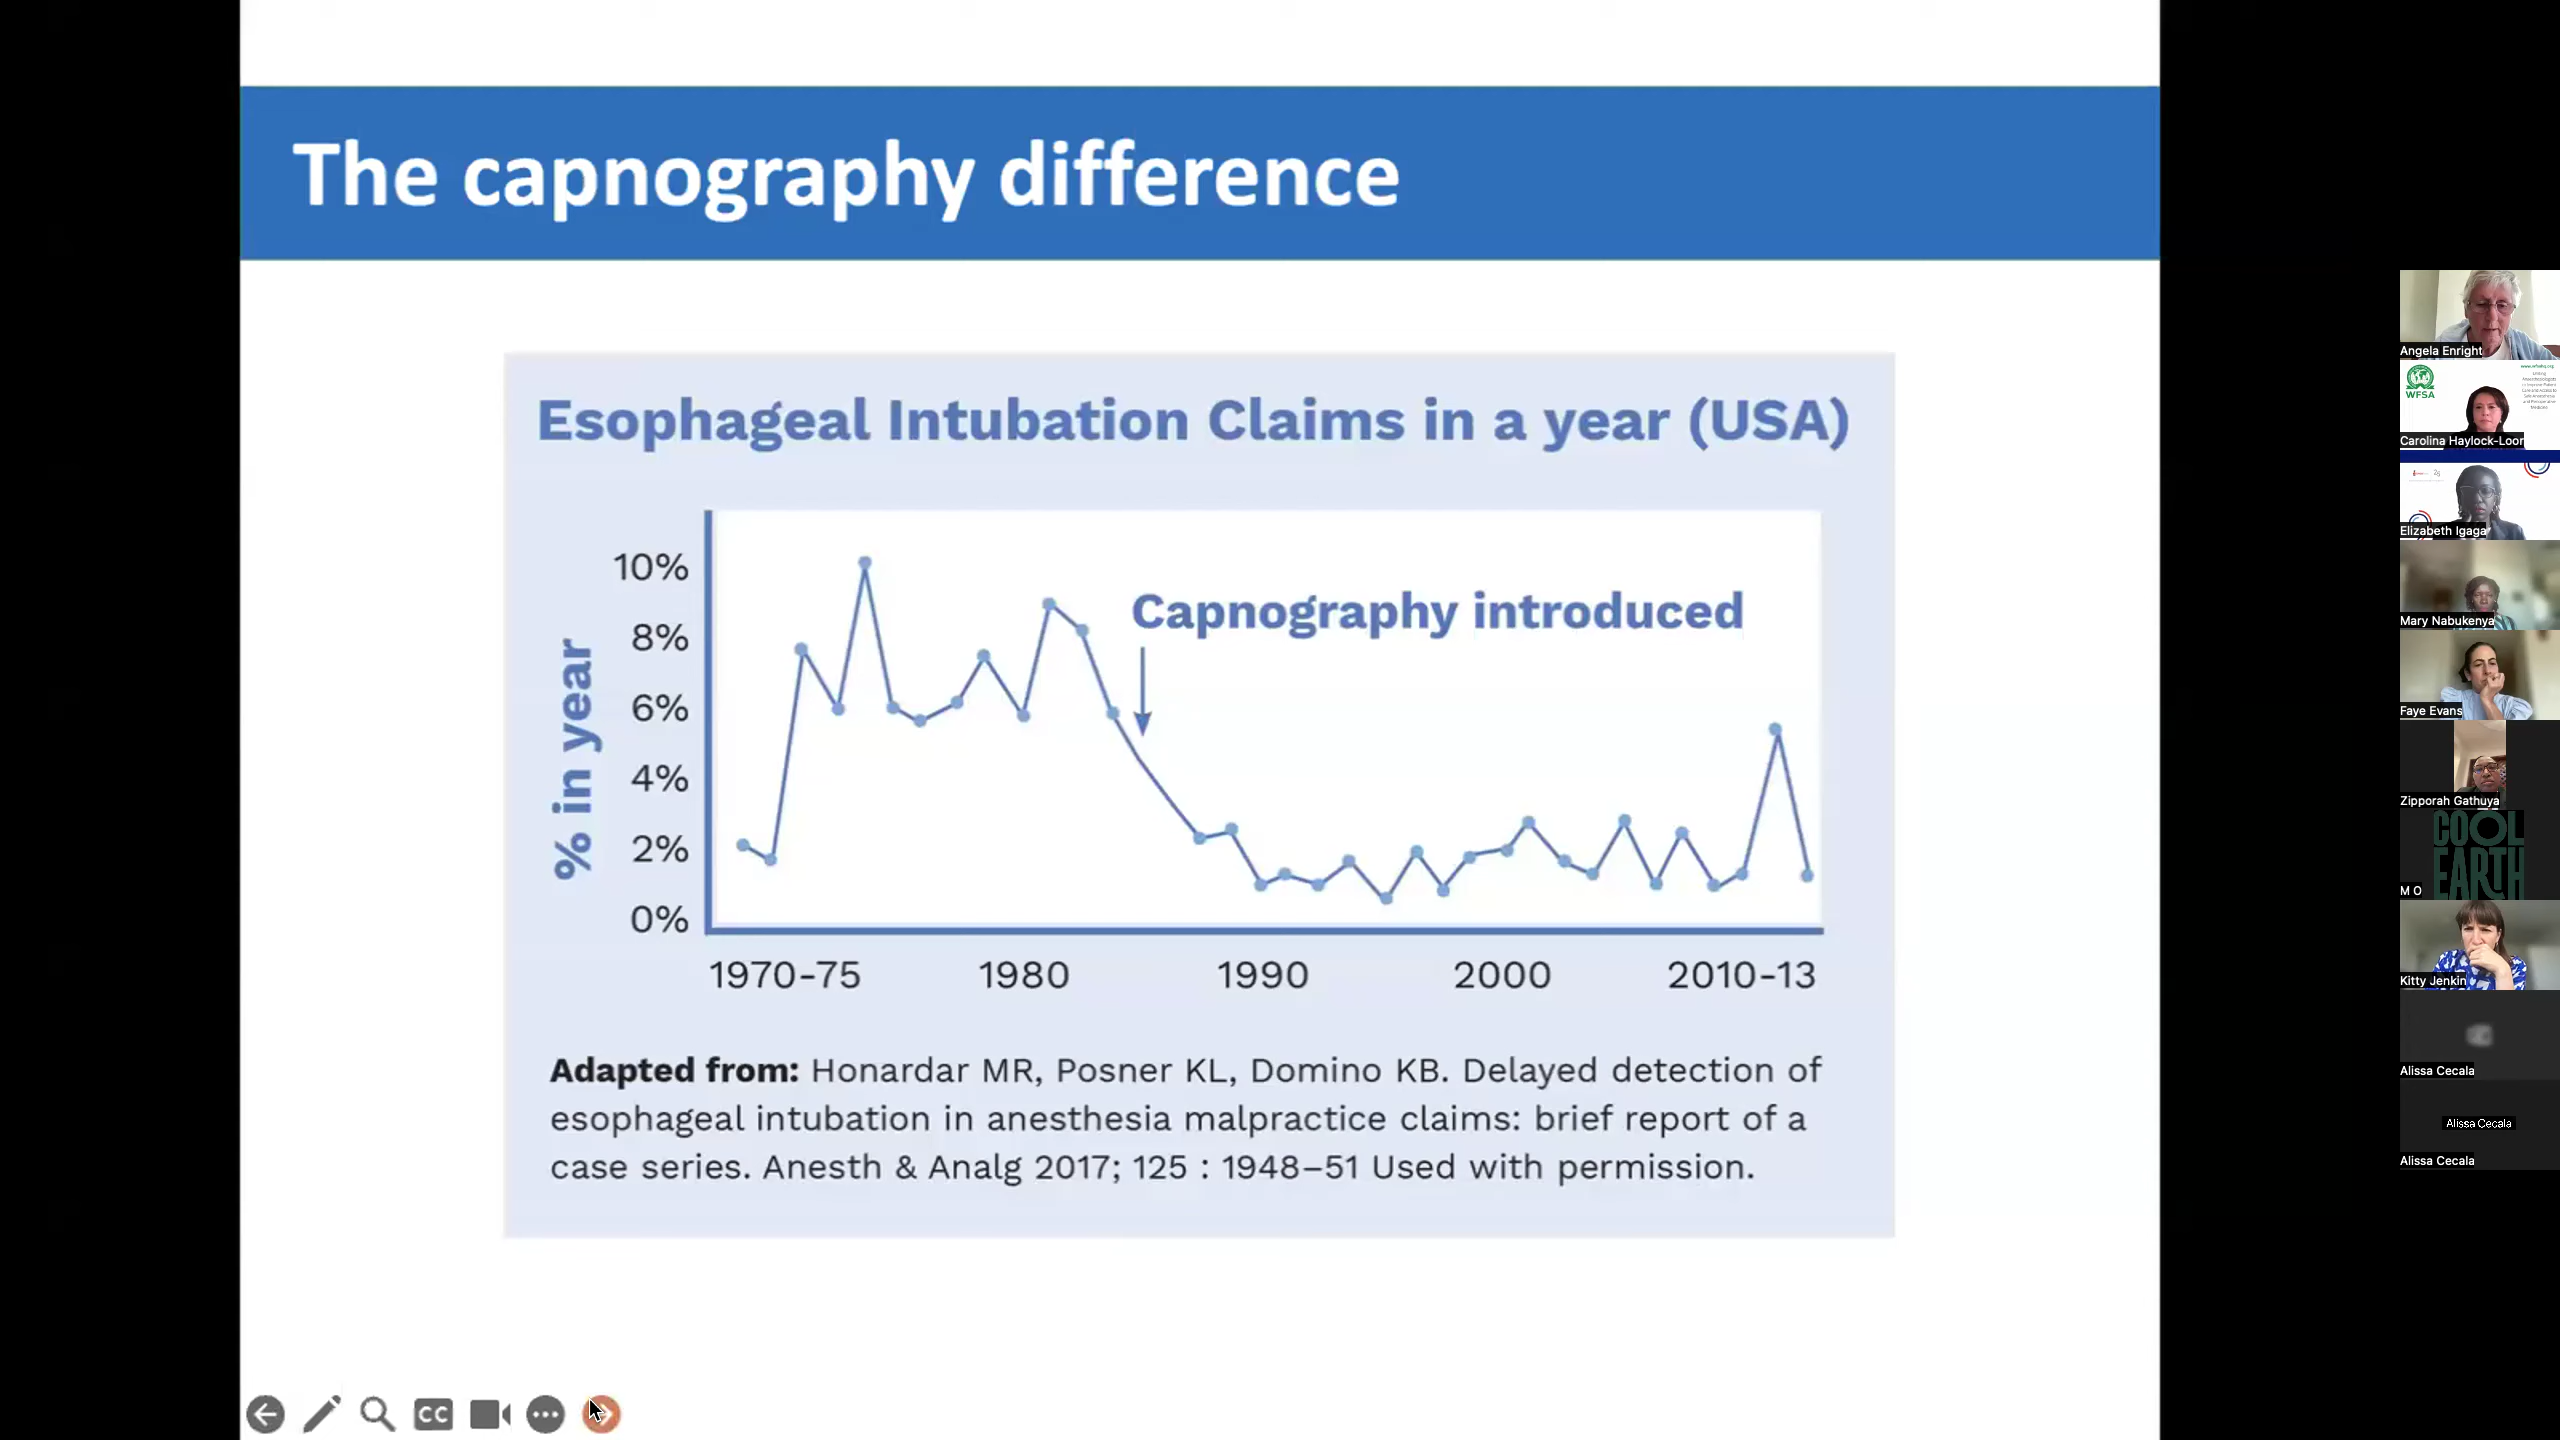 The capnography difference
Esophageal Intubation Claims in a year (USA)
% in year
10%
8%
6%
4%
2%
0%
Capnography introduced
1970-75
1980
1990
2000
2010-13
Adapted from: Honardar MR, Posner KL, Domino KB. Delayed detection of
esophageal intubation in anesthesia malpractice claims: brief report of a
case series. Anesth & Analg 2017; 125 : 1948–51 Used with permission.
CC
Angela Enright
WFSA
Carolina Haylock-Loor
Elizabeth Igaga
Mary Nabukenya
Faye Evans
Zipporah Gathuya
COOL
EARTH
M O
Kitty Jenkin
Alissa Cecala
Alissa Cecala
Alissa Cecala